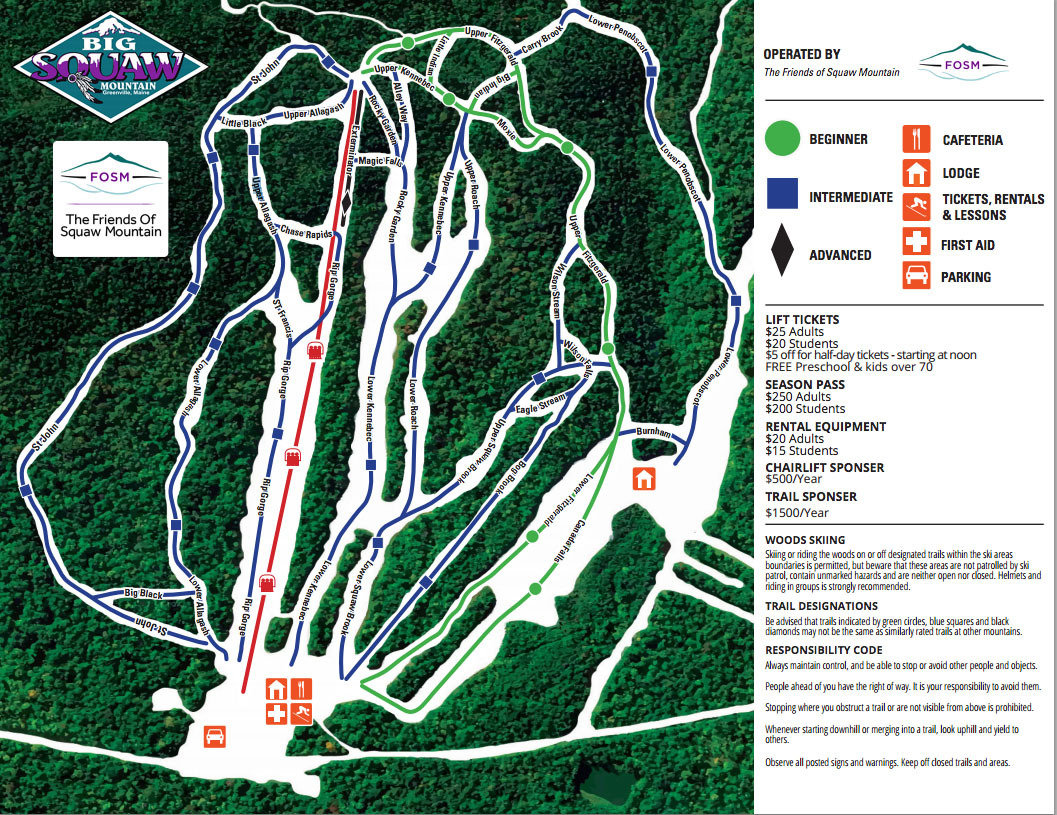 BIG
SQUAW
MOUNTAIN
Greenville, Maine
FOSM
The Friends Of
Squaw Mountain
St John
Little Black
Upper Allagash
Upper Allagash
Chase Rapids
St Francis
Lower Allagash
St John
Big Black
St John
Lower Allagash
Exterminator
Rip Gorge
Rip Gorge
Rip Gorge
Rip Gorge
Upper Kennebec
Little Indian
Upper Fitzgerald
Carry Brook
Lower Penobscot
Big Indian
Alley Way
Rocky Garden
Magic Falls
Moxie
Rocky Garden
Upper Kennebec
Upper Roach
Lower Penobscot
Upper
Fitzgerald
Wilson Stream
Wilson Falls
Lower Penobscot
Lower Kennebec
Lower Roach
Eagle Stream
Upper Squaw Brook
Bog Brook
Burnham
Lower Fitzgerald
Canada Falls
Lower Kennebec
Lower Squaw Brook
OPERATED BY
The Friends of Squaw Mountain
FOSM
BEGINNER
INTERMEDIATE
ADVANCED
CAFETERIA
LODGE
TICKETS, RENTALS
& LESSONS
FIRST AID
PARKING
LIFT TICKETS
$25 Adults
$20 Students
$5 off for half-day tickets - starting at noon
FREE Preschool & kids over 70
SEASON PASS
$250 Adults
$200 Students
RENTAL EQUIPMENT
$20 Adults
$15 Students
CHAIRLIFT SPONSER
$500/Year
TRAIL SPONSER
$1500/Year
WOODS SKIING
Skiing or riding the woods on or off designated trails within the ski areas
boundaries is permitted, but beware that these areas are not patrolled by ski
patrol, contain unmarked hazards and are neither open nor closed. Helmets and
riding in groups is strongly recommended.
TRAIL DESIGNATIONS
Be advised that trails indicated by green circles, blue squares and black
diamonds may not be the same as similarly rated trails at other mountains.
RESPONSIBILITY CODE
Always maintain control, and be able to stop or avoid other people and objects.
People ahead of you have the right of way. It is your responsibility to avoid them.
Stopping where you obstruct a trail or are not visible from above is prohibited.
Whenever starting downhill or merging into a trail, look uphill and yield to
others.
Observe all posted signs and warnings. Keep off closed trails and areas.